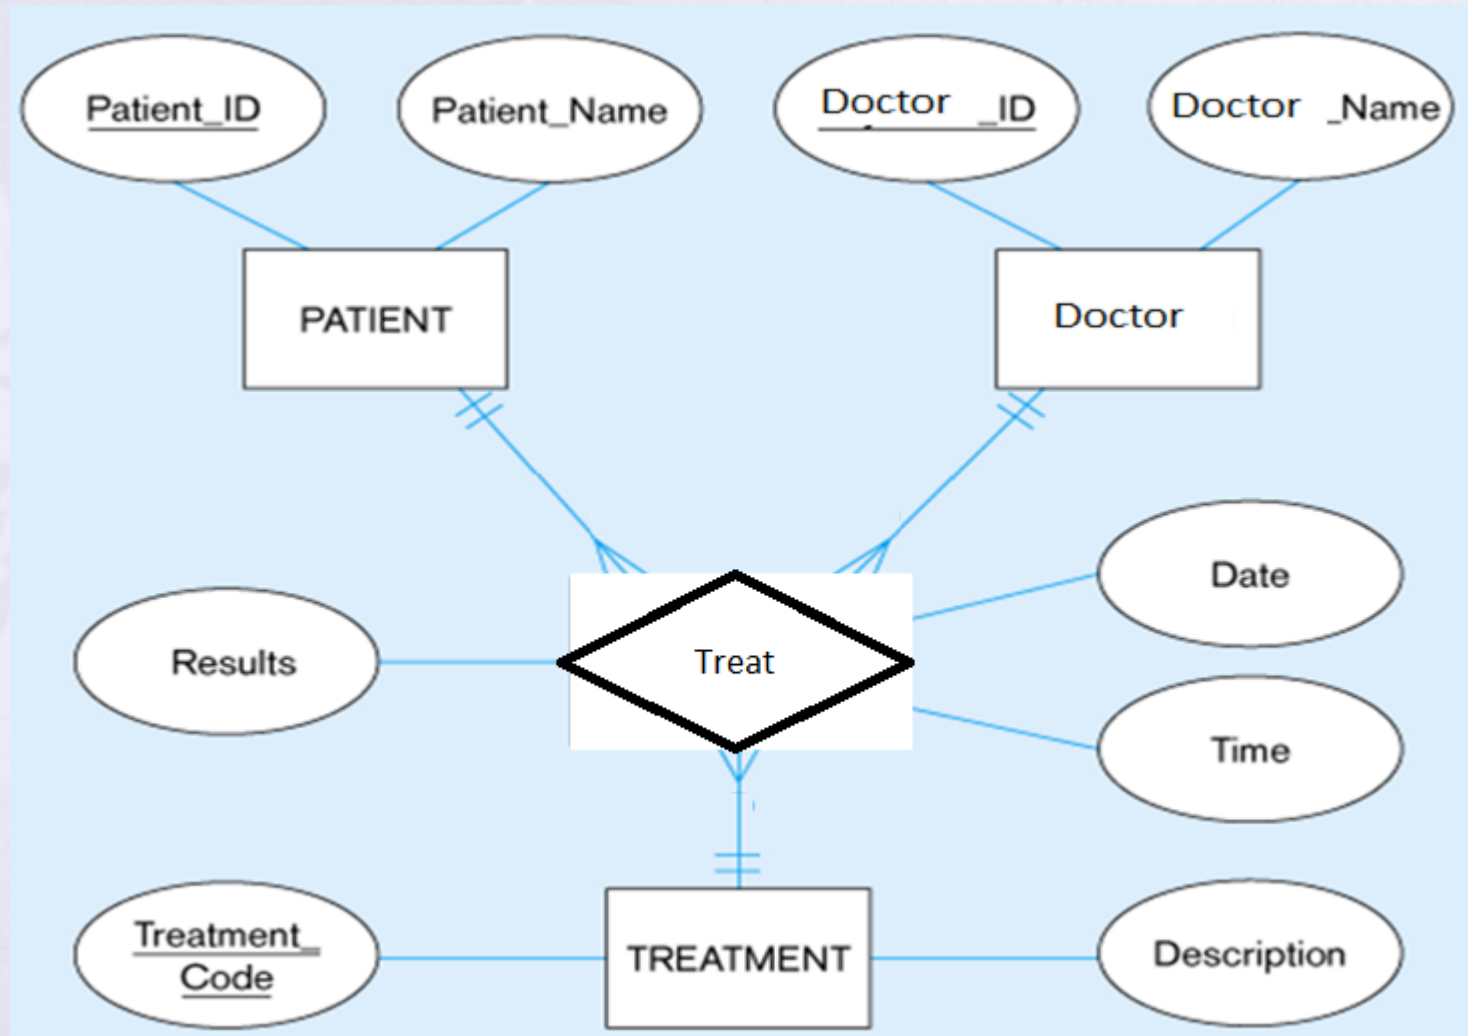 Patient_ID
Patient_Name
Doctor _ID
Doctor _Name
PATIENT
Doctor
Date
Results
Treat
Time
Treatment_
Code
TREATMENT
Description